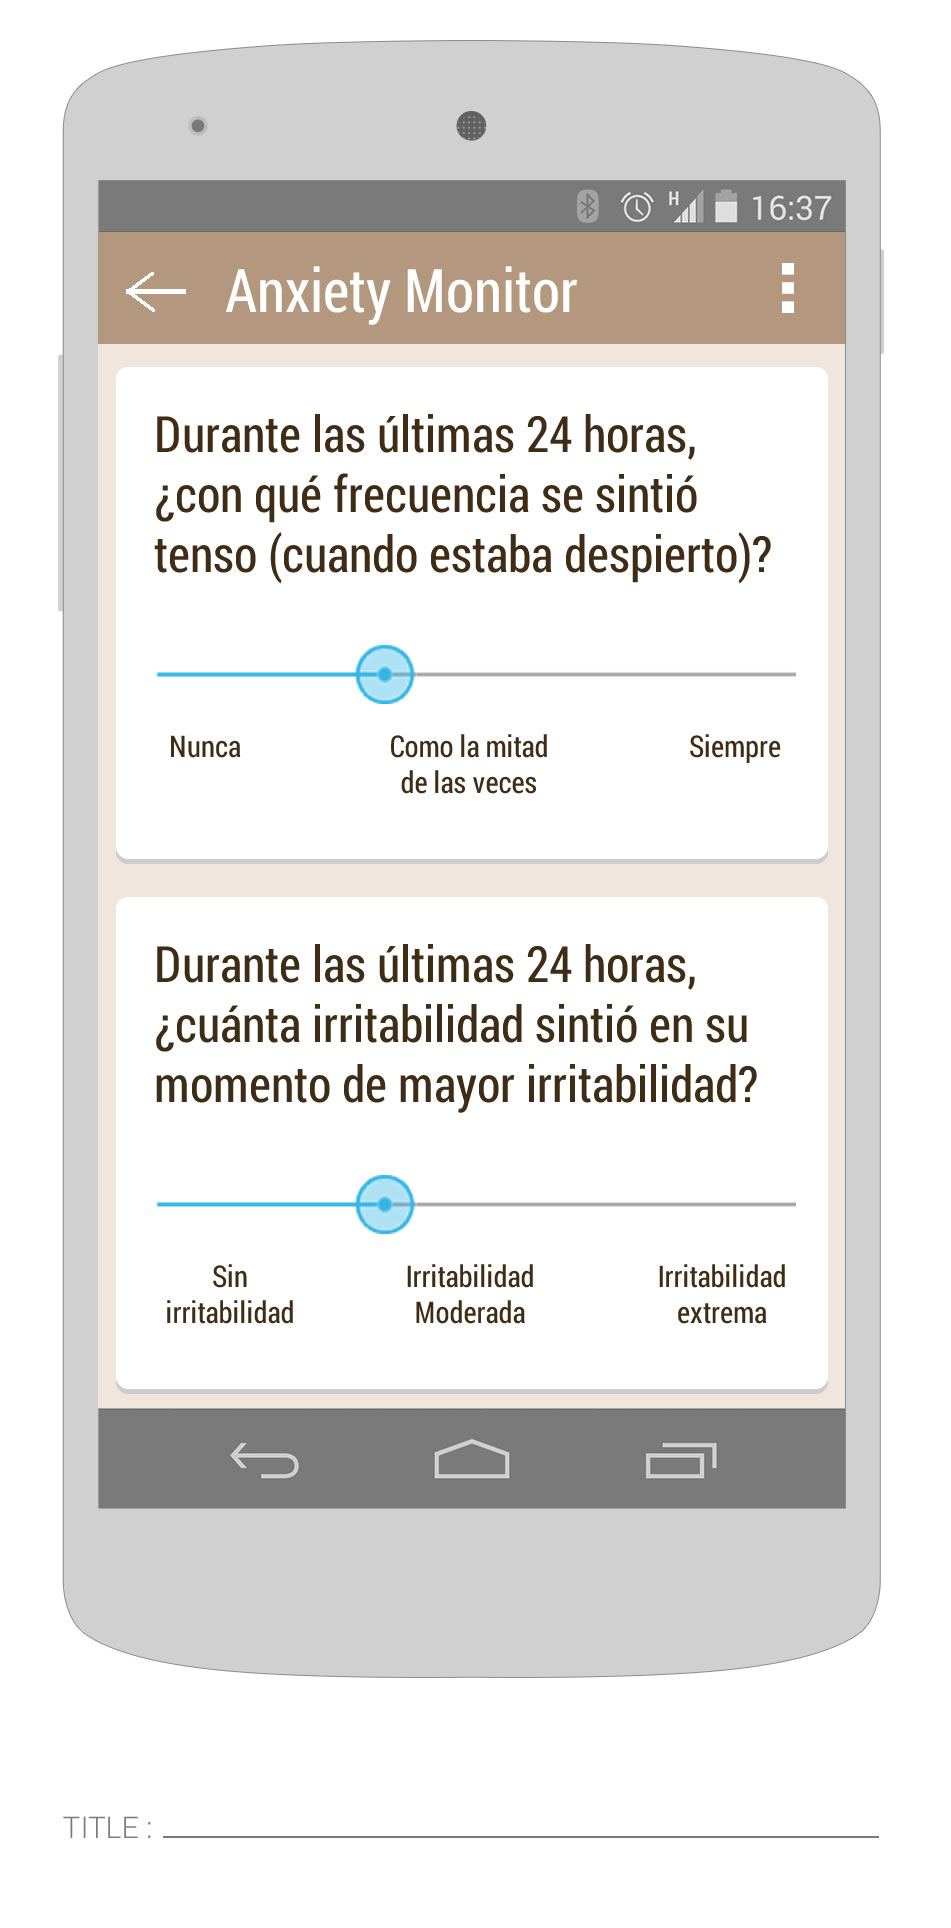 H 16:37
Anxiety Monitor
Durante las últimas 24 horas,
¿con qué frecuencia se sintió
tenso (cuando estaba despierto)?
Nunca Como la mitad Siempre
de las veces
Durante las últimas 24 horas,
¿cuánta irritabilidad sintió en su
momento de mayor irritabilidad?
Sin Irritabilidad Irritabilidad
irritabilidad Moderada extrema
TITLE :